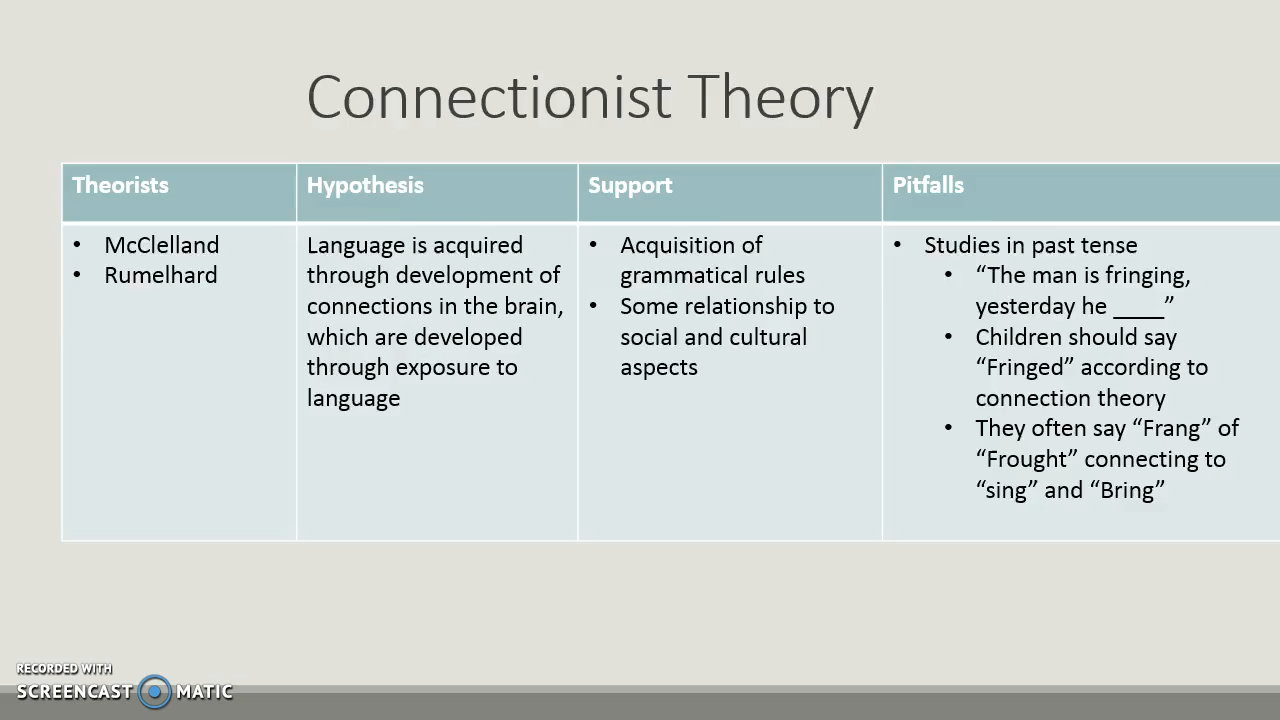 Connectionist Theory
Theorists
Hypothesis
Support
Pitfalls
• McClelland
• Rumelhard
Language is acquired
through development of
connections in the brain,
which are developed
through exposure to
language
• Acquisition of
grammatical rules
• Some relationship to
social and cultural
aspects
• Studies in past tense
• “The man is fringing,
yesterday he ____”
• Children should say
“Fringed” according to
connection theory
• They often say “Frang” of
“Frought” connecting to
“sing” and “Bring”
RECORDED WITH
SCREENCAST MATIC